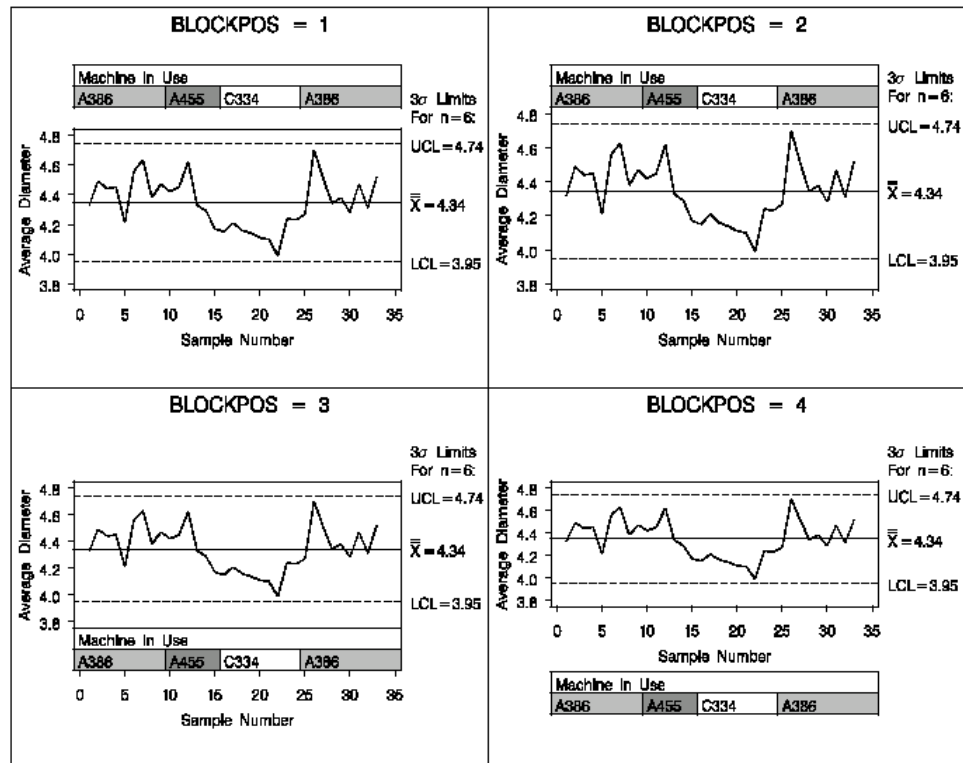 BLOCKPOS = 1
Machine In Use
A386 A455 C334 A386
3σ Limits
For n=6:
UCL=4.74
X̿=4.34
LCL=3.95
Average Diameter
4.8
4.6
4.4
4.2
4.0
3.8
0 5 10 15 20 25 30 35
Sample Number
BLOCKPOS = 2
Machine In Use
A386 A455 C334 A386
3σ Limits
For n=6:
UCL=4.74
X̿=4.34
LCL=3.95
Average Diameter
4.8
4.6
4.4
4.2
4.0
3.8
0 5 10 15 20 25 30 35
Sample Number
BLOCKPOS = 3
3σ Limits
For n=6:
UCL=4.74
X̿=4.34
LCL=3.95
Average Diameter
4.8
4.6
4.4
4.2
4.0
3.8
Machine In Use
A386 A455 C334 A386
0 5 10 15 20 25 30 35
Sample Number
BLOCKPOS = 4
3σ Limits
For n=6:
UCL=4.74
X̿=4.34
LCL=3.95
Average Diameter
4.8
4.6
4.4
4.2
4.0
3.8
0 5 10 15 20 25 30 35
Sample Number
Machine In Use
A386 A455 C334 A386